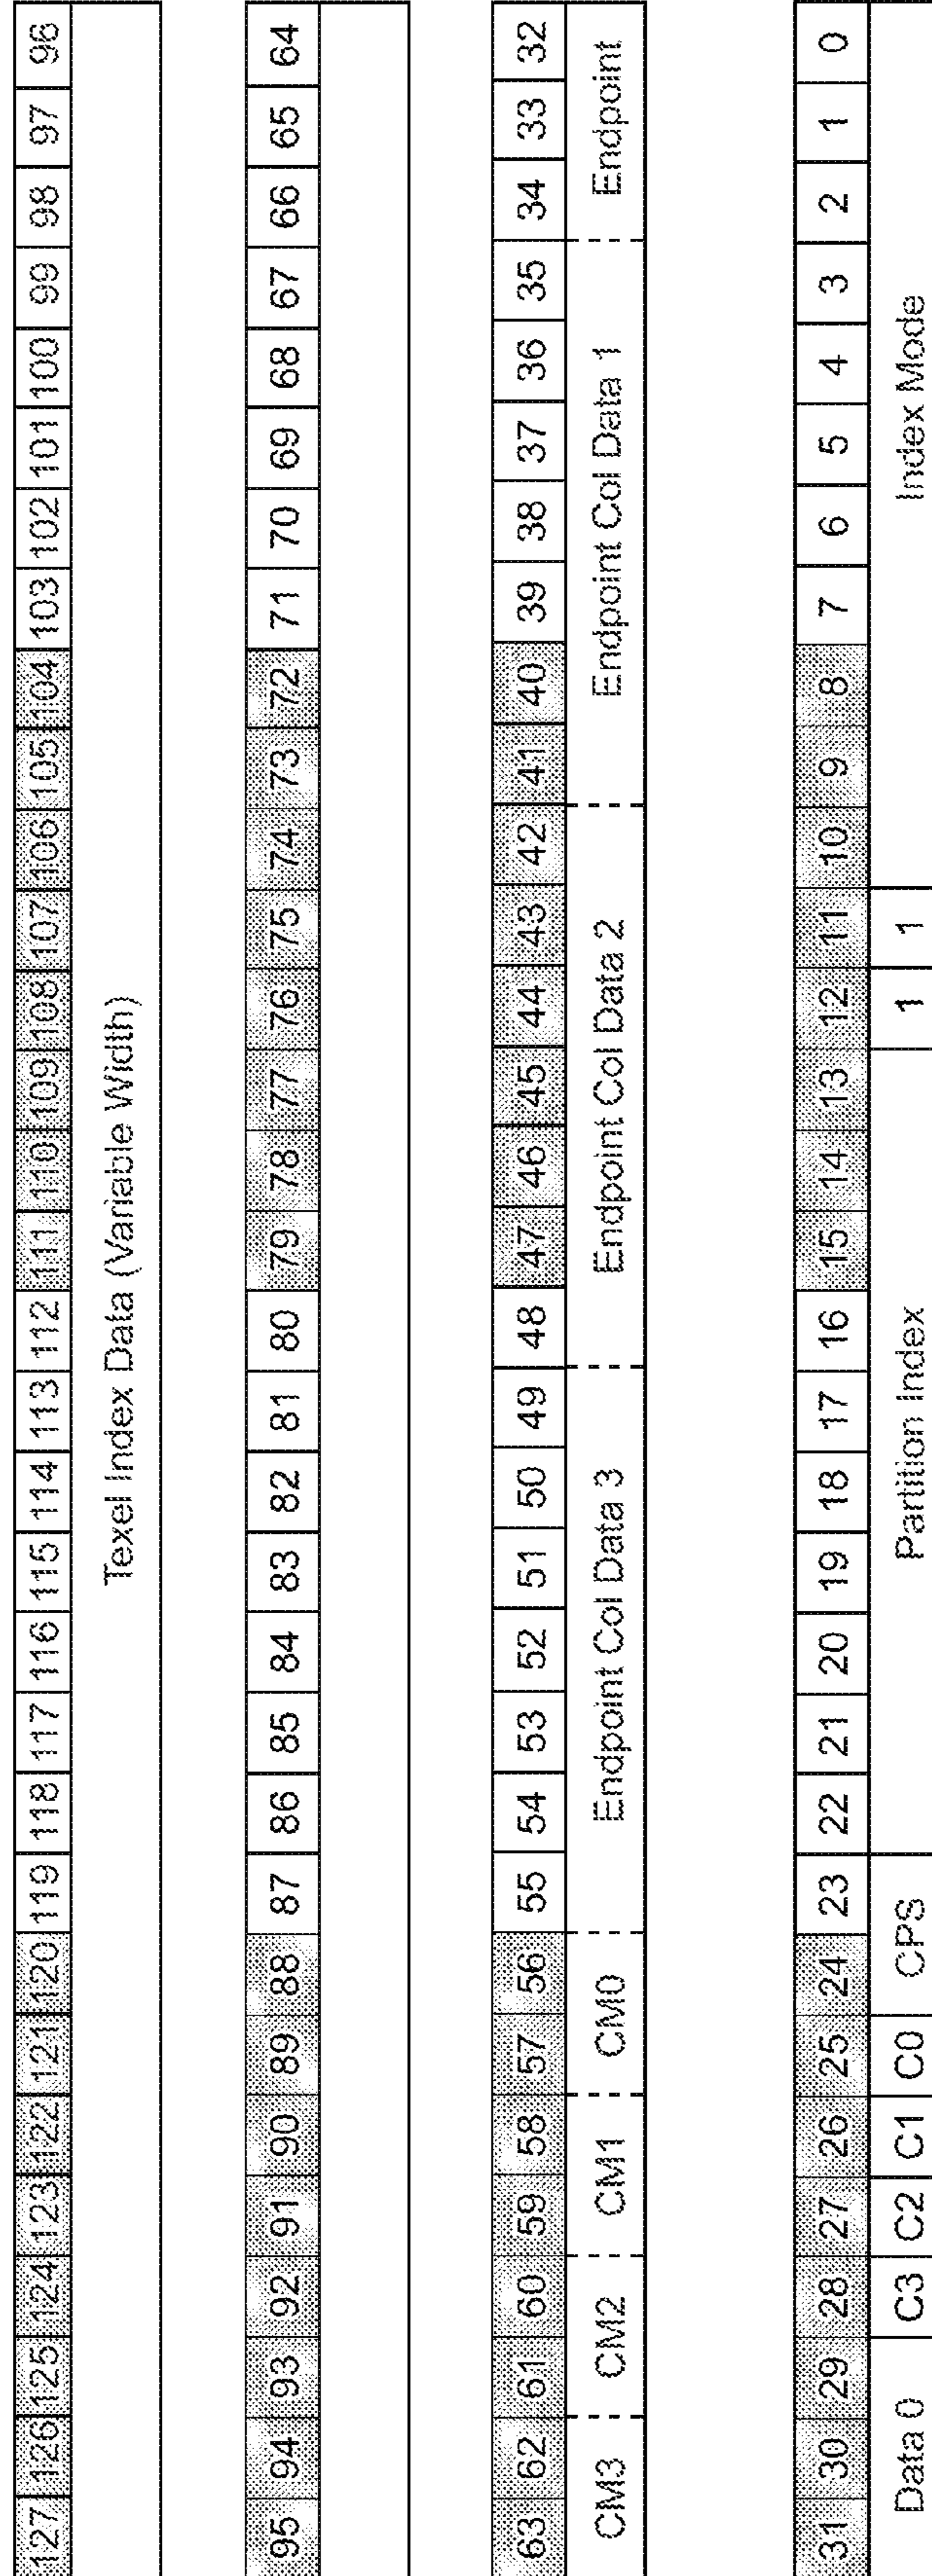 127 126 125 124 123 122 121 120 119 118 117 116 115 114 113 112 111 110 109 108 107 106 105 104 103 102 101 100 99 98 97 96
Texel Index Data (Variable Width)
95 94 93 92 91 90 89 88 87 86 85 84 83 82 81 80 79 78 77 76 75 74 73 72 71 70 69 68 67 66 65 64
63 62 61 60 59 58 57 56 55 54 53 52 51 50 49 48 47 46 45 44 43 42 41 40 39 38 37 36 35 34 33 32
CM3 CM2 CM1 CM0 Endpoint Col Data 3 Endpoint Col Data 2 Endpoint Col Data 1 Endpoint
31 30 29 28 27 26 25 24 23 22 21 20 19 18 17 16 15 14 13 12 11 10 9 8 7 6 5 4 3 2 1 0
Data 0 C3 C2 C1 C0 CPS Partition Index 1 1 Index Mode